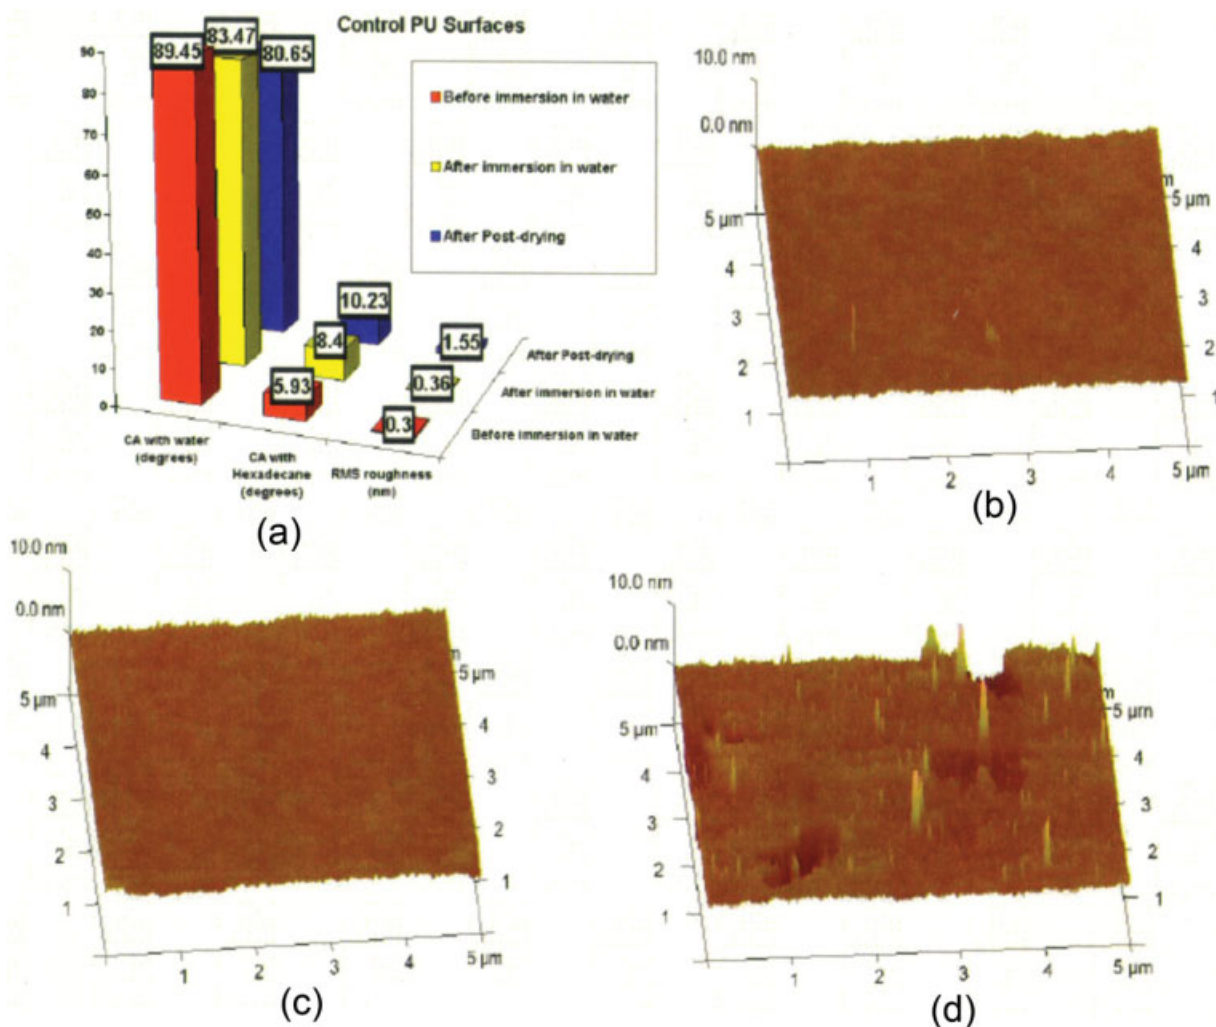 Control PU Surfaces
89.45
83.47
80.65
90
80
70
60
50
40
30
20
10
0
Before immersion in water
After immersion in water
After Post-drying
10.23
8.4
5.93
1.55
0.36
0.3
After Post-drying
After immersion in water
Before immersion in water
CA with water
(degrees)
CA with
Hexadecane
(degrees)
RMS roughness
(nm)
(a)
10.0 nm
0.0 nm
5 µm
4
3
2
1
m
5 µm
4
3
2
1
1
2
3
4
5 µm
(b)
10.0 nm
0.0 nm
5 µm
4
3
2
1
m
5 µm
4
3
2
1
1
2
3
4
5 µm
(c)
10.0 nm
0.0 nm
5 µm
4
3
2
1
m
5 µm
4
3
2
1
1
2
3
4
5 µm
(d)